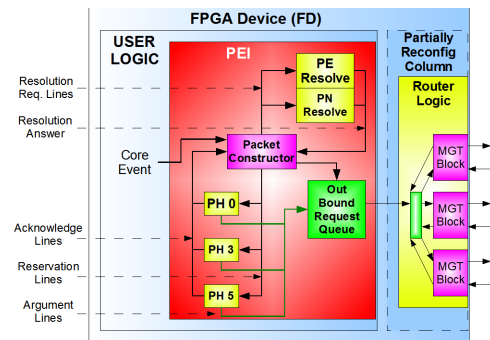 FPGA Device (FD)
USER
LOGIC
PEI
Partially
Reconfig
Column
Router
Logic
PE
Resolve
PN
Resolve
Resolution
Req. Lines
Resolution
Answer
Packet
Constructor
Core
Event
MGT
Block
MGT
Block
MGT
Block
Out
Bound
Request
Queue
PH 0
PH 3
PH 5
Acknowledge
Lines
Reservation
Lines
Argument
Lines